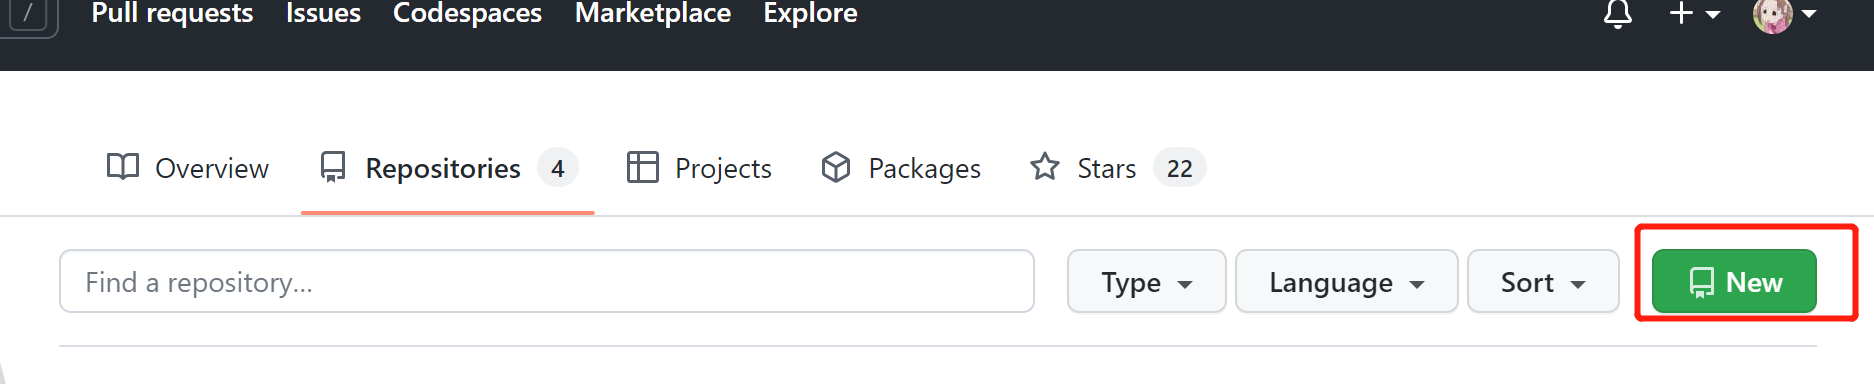 / Pull requests Issues Codespaces Marketplace Explore
Overview Repositories 4 Projects Packages Stars 22
Find a repository... Type Language Sort New